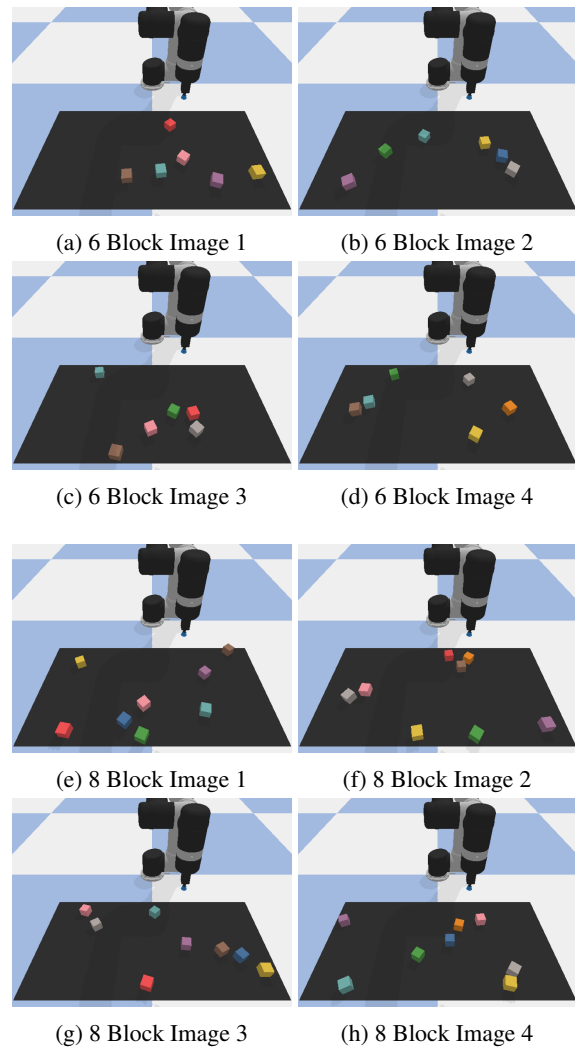 (a) 6 Block Image 1
(b) 6 Block Image 2
(c) 6 Block Image 3
(d) 6 Block Image 4
(e) 8 Block Image 1
(f) 8 Block Image 2
(g) 8 Block Image 3
(h) 8 Block Image 4